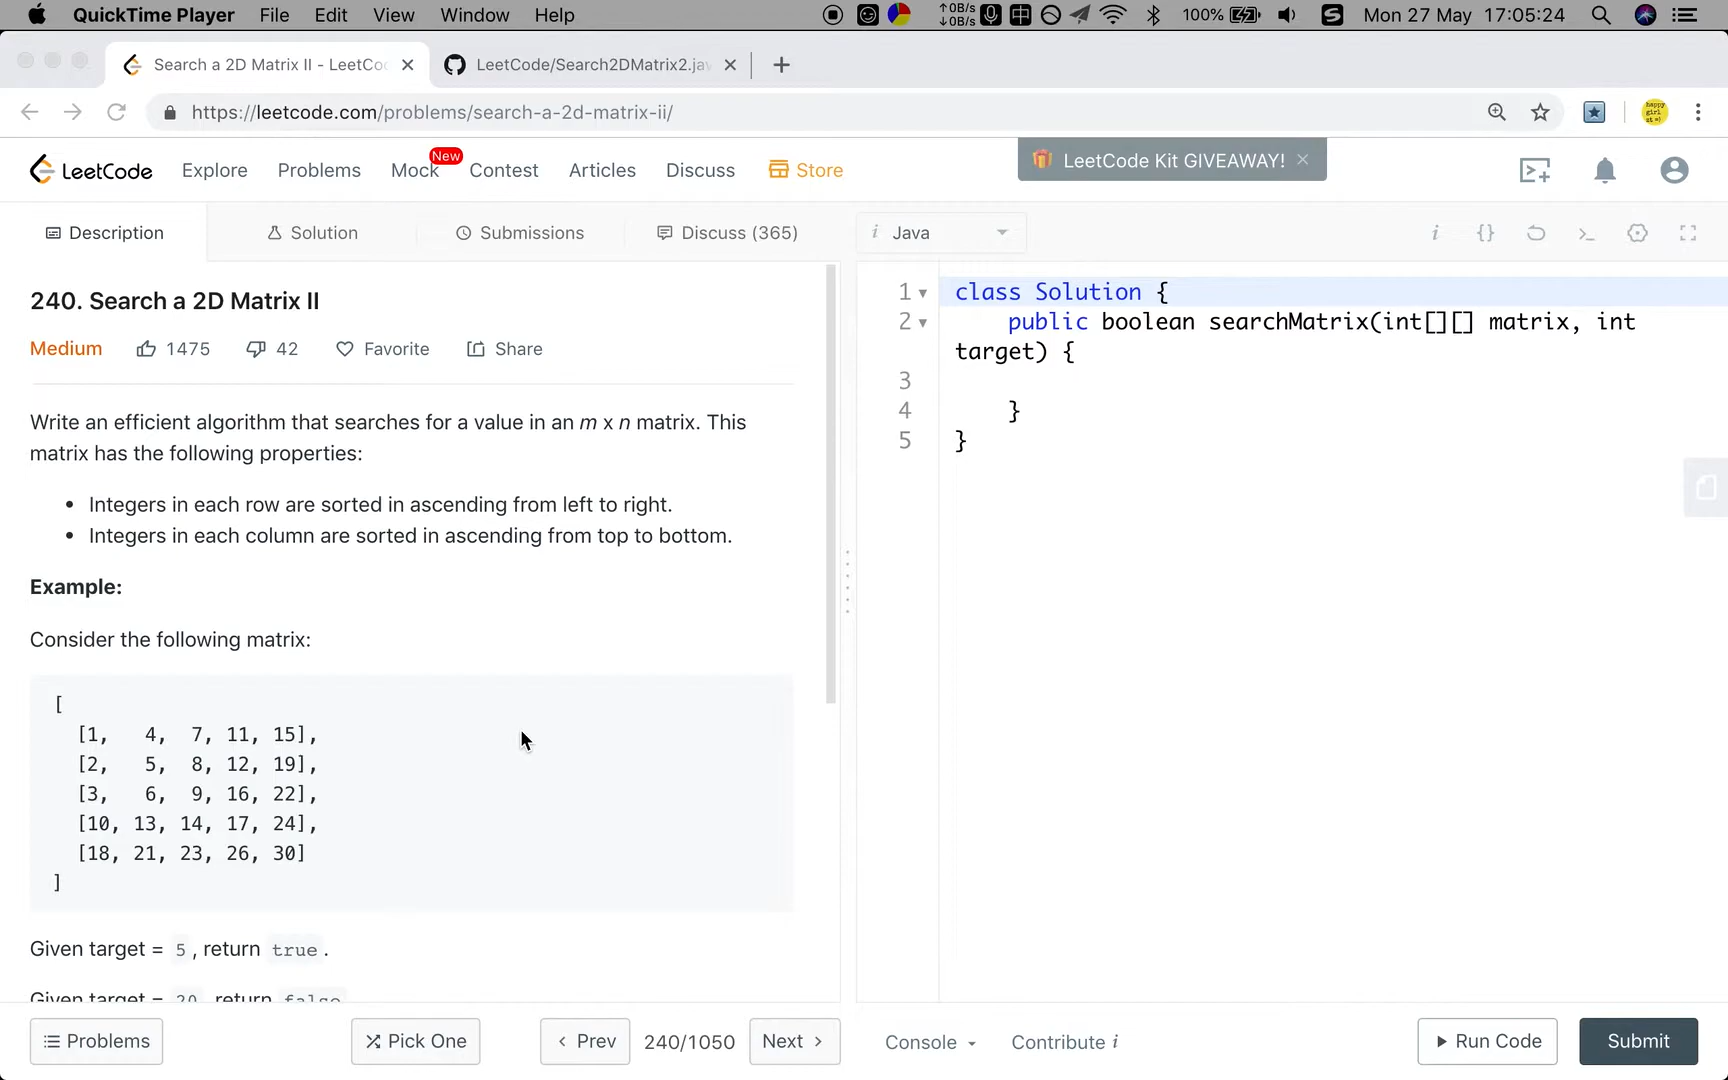 QuickTime Player File Edit View Window Help ↑0B/s ↓0B/s 100% S Mon 27 May 17:05:24
Search a 2D Matrix II - LeetCo LeetCode/Search2DMatrix2.jav
https://leetcode.com/problems/search-a-2d-matrix-ii/
LeetCode Explore Problems Mock New Contest Articles Discuss Store LeetCode Kit GIVEAWAY!
Description Solution Submissions Discuss (365) i Java i {}
240. Search a 2D Matrix II
Medium 1475 42 Favorite Share
Write an efficient algorithm that searches for a value in an m x n matrix. This
matrix has the following properties:
• Integers in each row are sorted in ascending from left to right.
• Integers in each column are sorted in ascending from top to bottom.
Example:
Consider the following matrix:
[
[1, 4, 7, 11, 15],
[2, 5, 8, 12, 19],
[3, 6, 9, 16, 22],
[10, 13, 14, 17, 24],
[18, 21, 23, 26, 30]
]
Given target = 5, return true.
Given target = 20, return false.
1 class Solution {
2 public boolean searchMatrix(int[][] matrix, int
target) {
3
4 }
5 }
Problems Pick One Prev 240/1050 Next Console Contribute i Run Code Submit